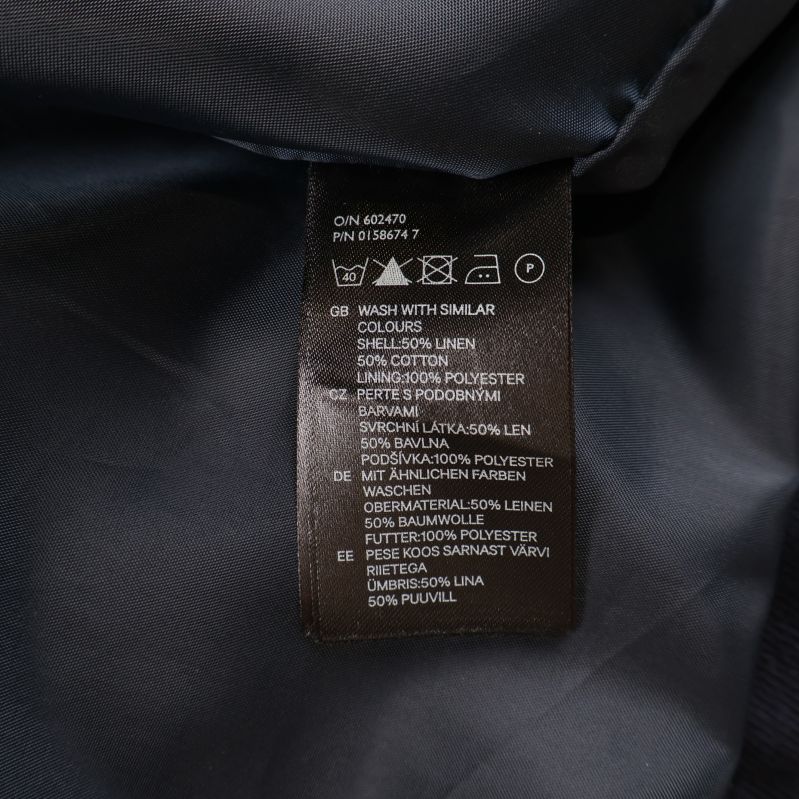 O/N 602470
P/N 0158674 7
40 P
GB WASH WITH SIMILAR
COLOURS
SHELL:50% LINEN
50% COTTON
LINING:100% POLYESTER
CZ PERTE S PODOBNÝMI
BARVAMI
SVRCHNÍ LÁTKA:50% LEN
50% BAVLNA
PODŠÍVKA:100% POLYESTER
DE MIT ÄHNLICHEN FARBEN
WASCHEN
OBERMATERIAL:50% LEINEN
50% BAUMWOLLE
FUTTER:100% POLYESTER
EE PESE KOOS SARNAST VÄRVI
RIIETEGA
ÜMBRIS:50% LINA
50% PUUVILL